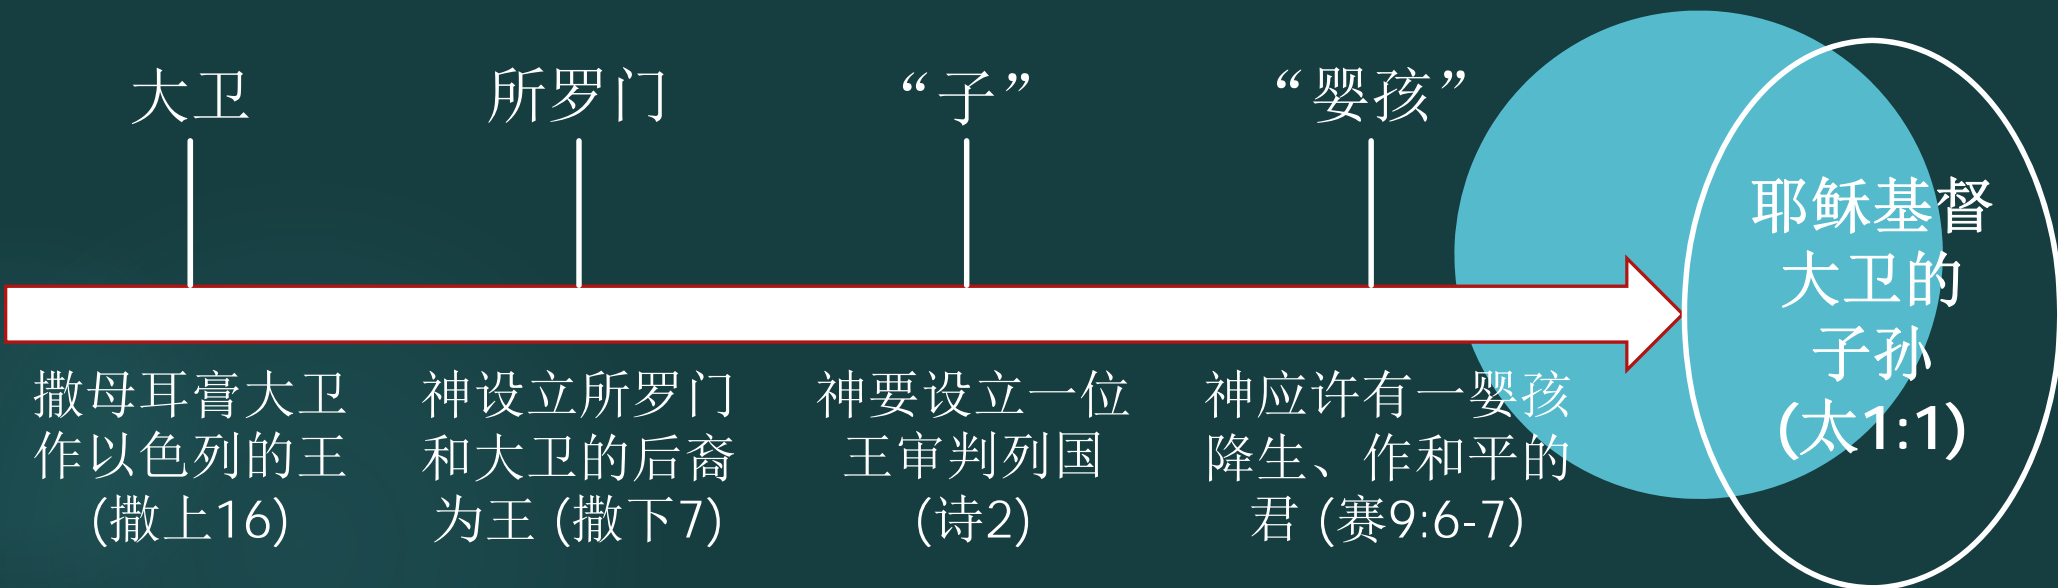 大卫
撒母耳膏大卫
作以色列的王
(撒上16)
所罗门
神设立所罗门
和大卫的后裔
为王 (撒下7)
“子”
神要设立一位
王审判列国
(诗2)
“婴孩”
神应许有一婴孩
降生、作和平的
君 (赛9:6-7)
耶稣基督
大卫的
子孙
(太1:1)